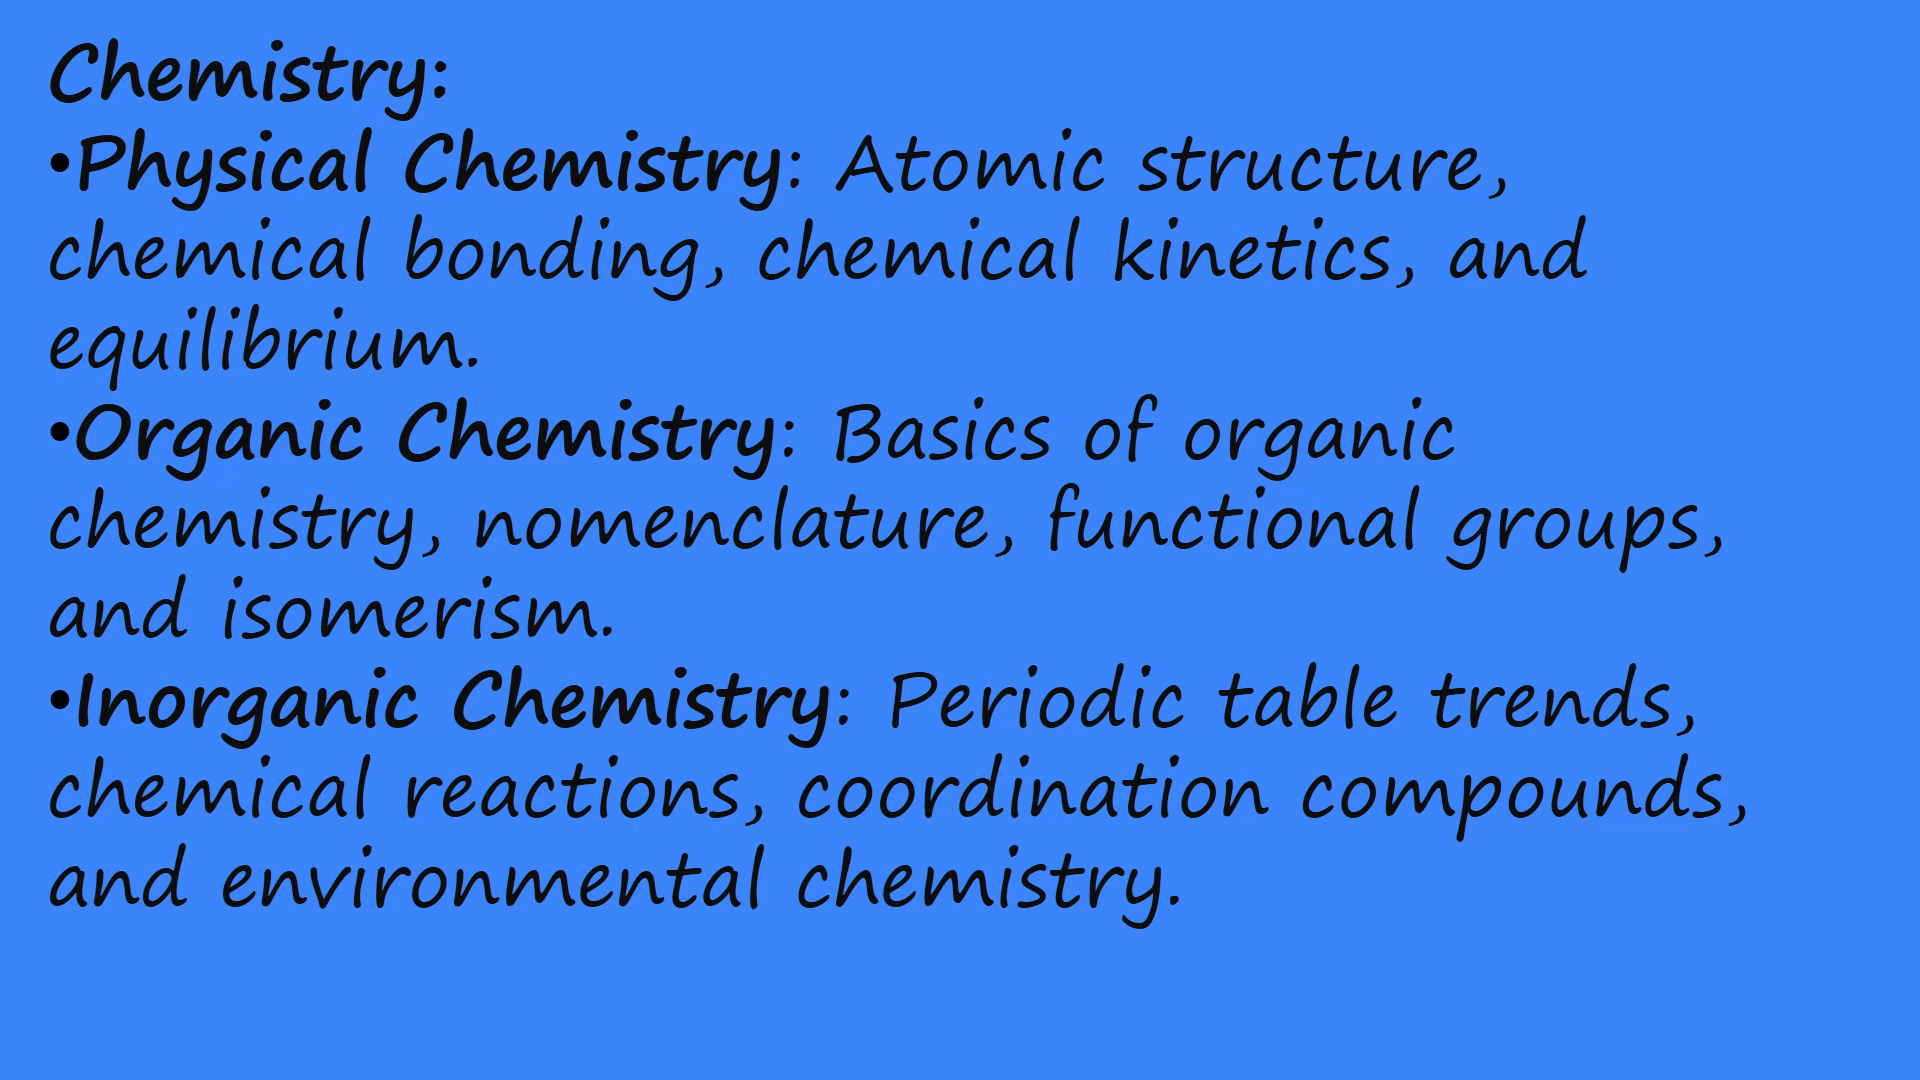 Chemistry:
•Physical Chemistry: Atomic structure,
chemical bonding, chemical kinetics, and
equilibrium.
•Organic Chemistry: Basics of organic
chemistry, nomenclature, functional groups,
and isomerism.
•Inorganic Chemistry: Periodic table trends,
chemical reactions, coordination compounds,
and environmental chemistry.